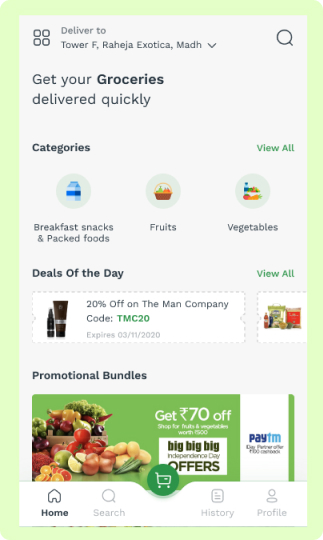 Deliver to
Tower F, Raheja Exotica, Madh
Get your Groceries
delivered quickly
Categories
View All
Breakfast snacks
& Packed foods
Fruits
Vegetables
Deals Of the Day
View All
20% Off on The Man Company
Code: TMC20
Expires 03/11/2020
Promotional Bundles
Get ₹70 off
Shop for fruits & vegetables
worth ₹500
big big big
Independence Day
OFFERS
Paytm
₹100 CASHBACK
Home
Search
History
Profile